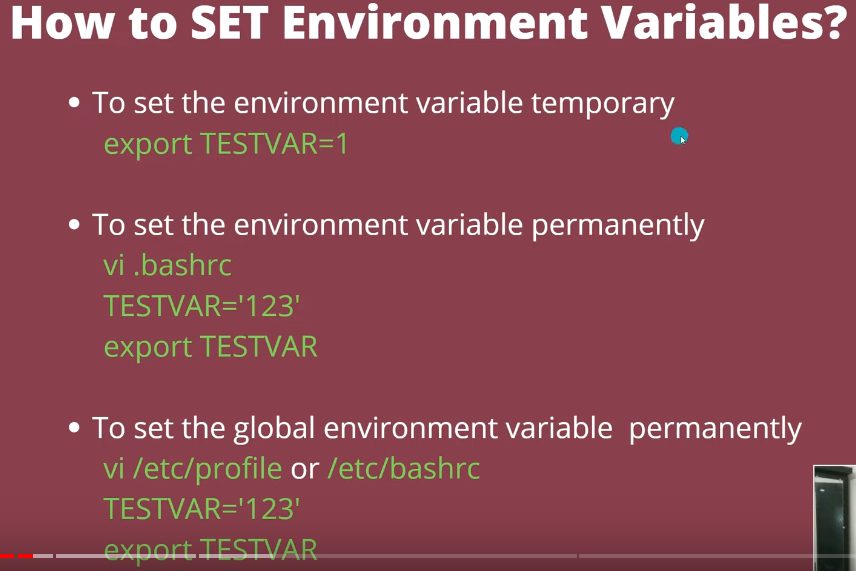 How to SET Environment Variables?
• To set the environment variable temporary
export TESTVAR=1
• To set the environment variable permanently
vi .bashrc
TESTVAR='123'
export TESTVAR
• To set the global environment variable permanently
vi /etc/profile or /etc/bashrc
TESTVAR='123'
export TESTVAR